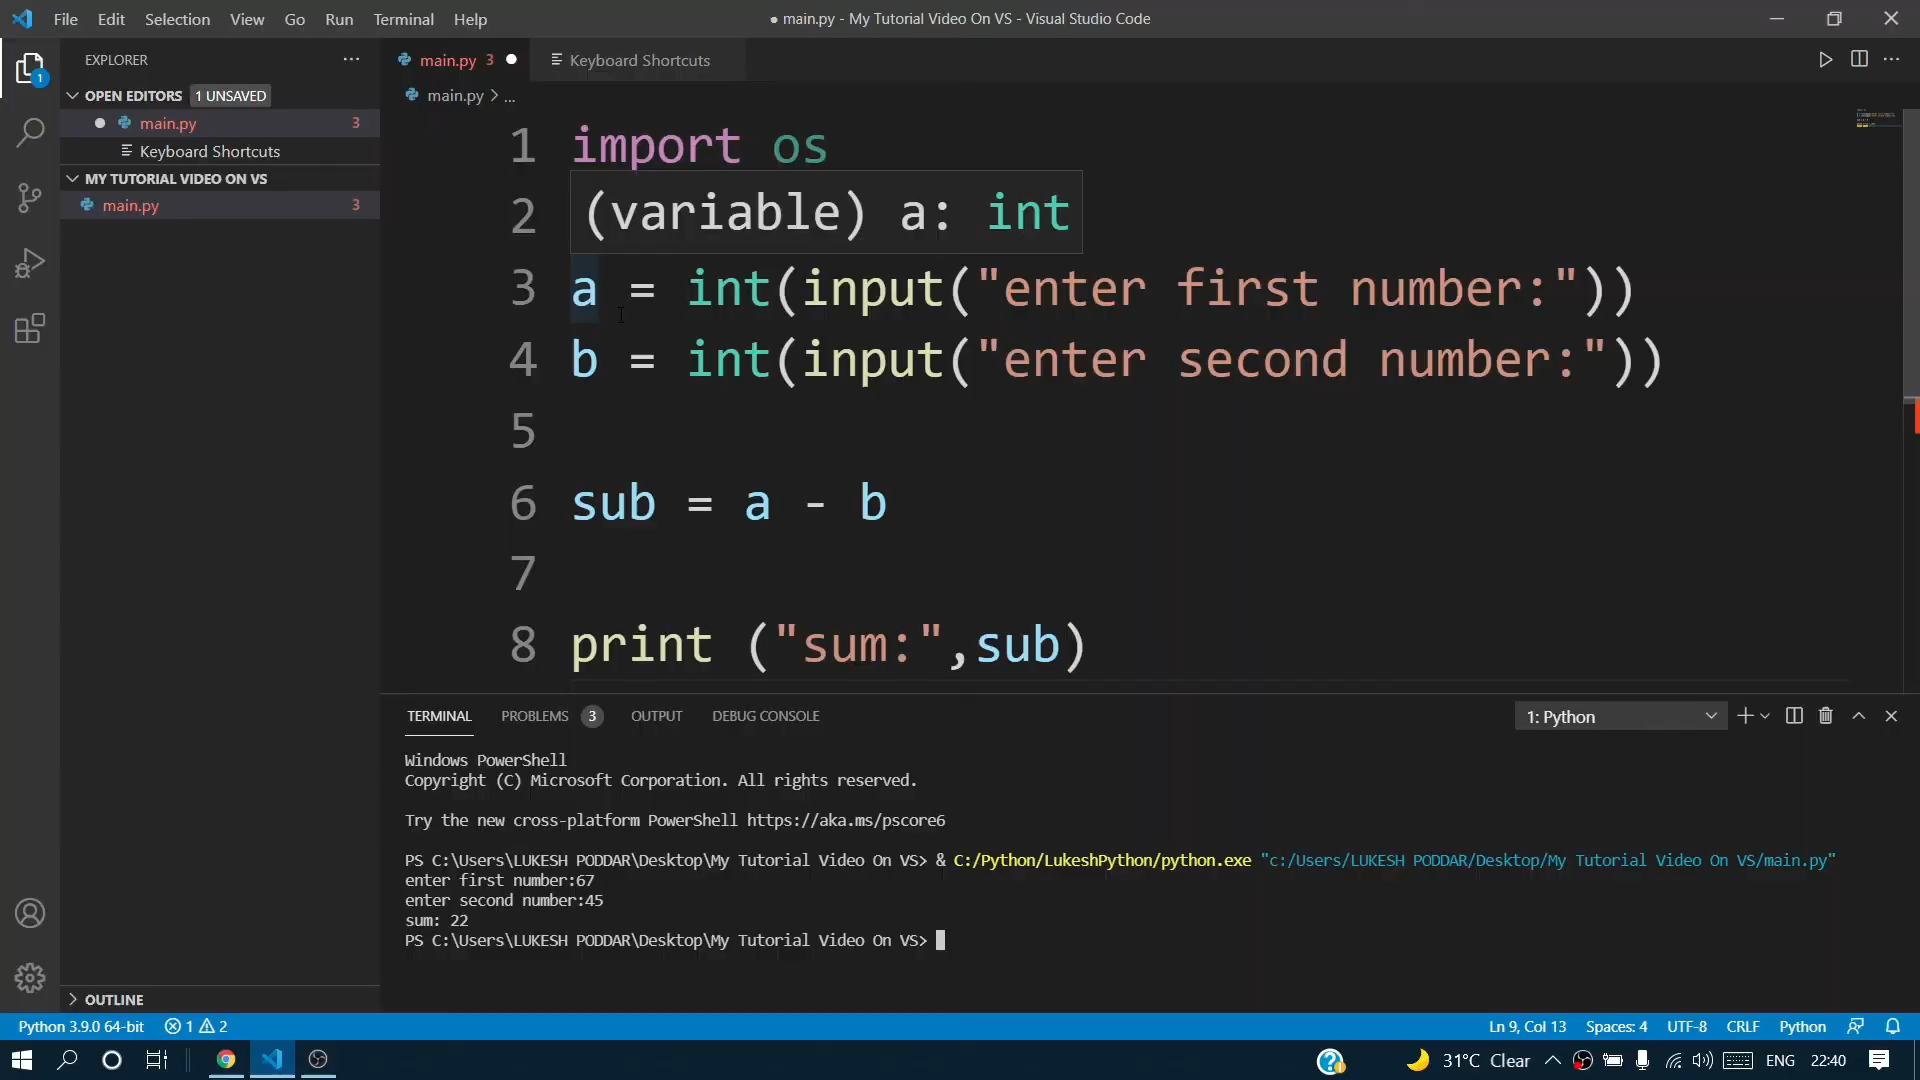 File Edit Selection View Go Run Terminal Help
● main.py - My Tutorial Video On VS - Visual Studio Code
EXPLORER
main.py 3
Keyboard Shortcuts
1
OPEN EDITORS 1 UNSAVED
main.py > ...
main.py 3
Keyboard Shortcuts
MY TUTORIAL VIDEO ON VS
main.py 3
1 import os
2
(variable) a: int
3 a = int(input("enter first number:"))
4 b = int(input("enter second number:"))
5
6 sub = a - b
7
8 print ("sum:",sub)
TERMINAL PROBLEMS 3 OUTPUT DEBUG CONSOLE
1: Python
Windows PowerShell
Copyright (C) Microsoft Corporation. All rights reserved.
Try the new cross-platform PowerShell https://aka.ms/pscore6
PS C:\Users\LUKESH PODDAR\Desktop\My Tutorial Video On VS> & C:/Python/LukeshPython/python.exe "c:/Users/LUKESH PODDAR/Desktop/My Tutorial Video On VS/main.py"
enter first number:67
enter second number:45
sum: 22
PS C:\Users\LUKESH PODDAR\Desktop\My Tutorial Video On VS>
OUTLINE
Python 3.9.0 64-bit 1 2
Ln 9, Col 13 Spaces: 4 UTF-8 CRLF Python
31°C Clear ENG 22:40